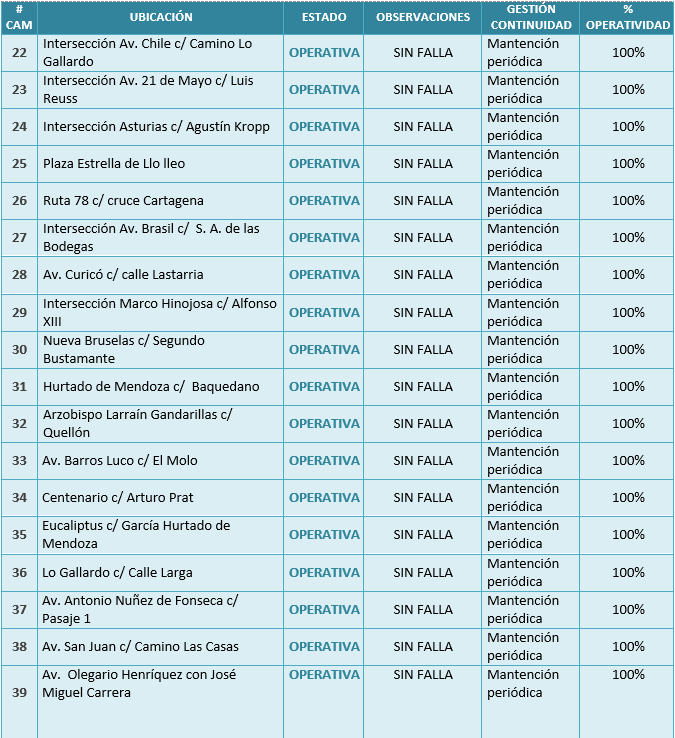 # CAM UBICACIÓN ESTADO OBSERVACIONES GESTIÓN CONTINUIDAD % OPERATIVIDAD
22 Intersección Av. Chile c/ Camino Lo Gallardo OPERATIVA SIN FALLA Mantención periódica 100%
23 Intersección Av. 21 de Mayo c/ Luis Reuss OPERATIVA SIN FALLA Mantención periódica 100%
24 Intersección Asturias c/ Agustín Kropp OPERATIVA SIN FALLA Mantención periódica 100%
25 Plaza Estrella de Llo lleo OPERATIVA SIN FALLA Mantención periódica 100%
26 Ruta 78 c/ cruce Cartagena OPERATIVA SIN FALLA Mantención periódica 100%
27 Intersección Av. Brasil c/ S. A. de las Bodegas OPERATIVA SIN FALLA Mantención periódica 100%
28 Av. Curicó c/ calle Lastarria OPERATIVA SIN FALLA Mantención periódica 100%
29 Intersección Marco Hinojosa c/ Alfonso XIII OPERATIVA SIN FALLA Mantención periódica 100%
30 Nueva Bruselas c/ Segundo Bustamante OPERATIVA SIN FALLA Mantención periódica 100%
31 Hurtado de Mendoza c/ Baquedano OPERATIVA SIN FALLA Mantención periódica 100%
32 Arzobispo Larraín Gandarillas c/ Quellón OPERATIVA SIN FALLA Mantención periódica 100%
33 Av. Barros Luco c/ El Molo OPERATIVA SIN FALLA Mantención periódica 100%
34 Centenario c/ Arturo Prat OPERATIVA SIN FALLA Mantención periódica 100%
35 Eucaliptus c/ García Hurtado de Mendoza OPERATIVA SIN FALLA Mantención periódica 100%
36 Lo Gallardo c/ Calle Larga OPERATIVA SIN FALLA Mantención periódica 100%
37 Av. Antonio Nuñez de Fonseca c/ Pasaje 1 OPERATIVA SIN FALLA Mantención periódica 100%
38 Av. San Juan c/ Camino Las Casas OPERATIVA SIN FALLA Mantención periódica 100%
39 Av. Olegario Henríquez con José Miguel Carrera OPERATIVA SIN FALLA Mantención periódica 100%